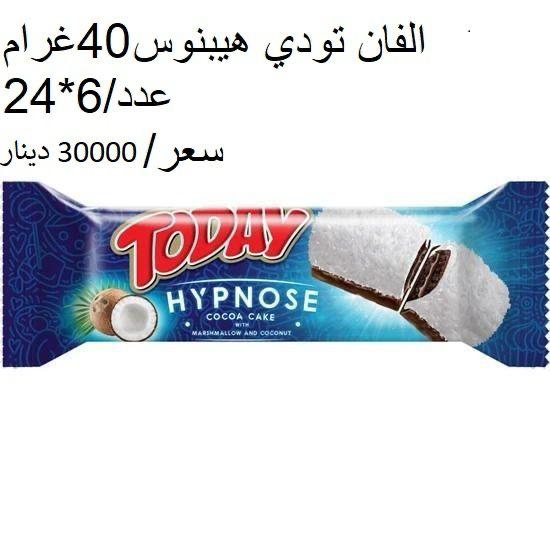 الفان تودي هيبنوس40غرام
عدد/6*24
سعر/30000 دينار
TODAY
HYPNOSE
COCOA CAKE
WITH
MARSHMALLOW AND COCONUT